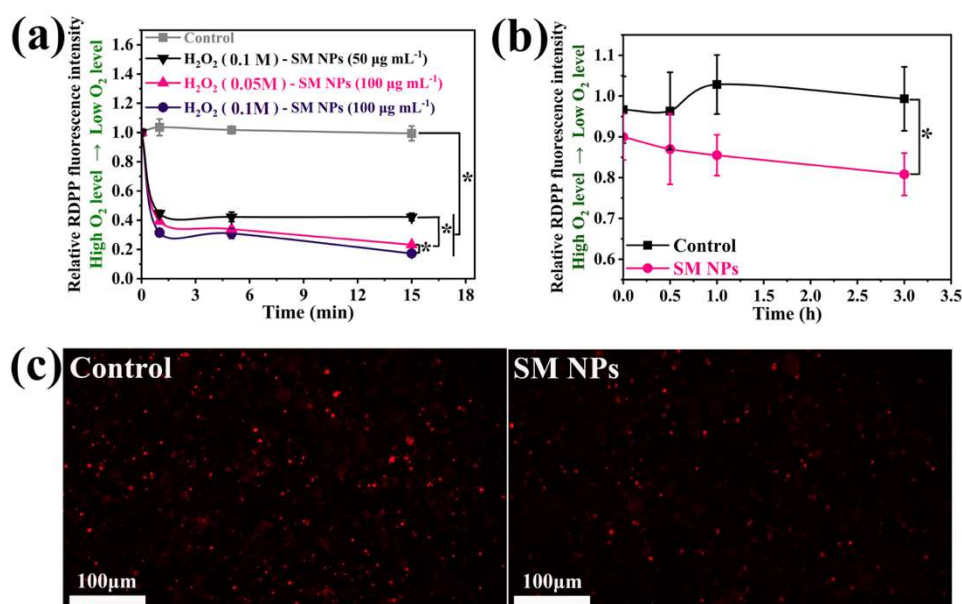 (a)
Relative RDPP fluorescence intensity
High O₂ level → Low O₂ level
1.6
1.4
1.2
1.0
0.8
0.6
0.4
0.2
0.0
Control
H₂O₂ ( 0.1 M ) - SM NPs (50 μg mL⁻¹)
H₂O₂ ( 0.05M ) - SM NPs (100 μg mL⁻¹)
H₂O₂ ( 0.1M ) - SM NPs (100 μg mL⁻¹)
*
*
*
0 3 6 9 12 15 18
Time (min)
(b)
Relative RDPP fluorescence intensity
High O₂ level → Low O₂ level
1.1
1.0
0.9
0.8
0.7
0.6
*
Control
SM NPs
0.0 0.5 1.0 1.5 2.0 2.5 3.0 3.5
Time (h)
(c)
Control
100μm
SM NPs
100μm